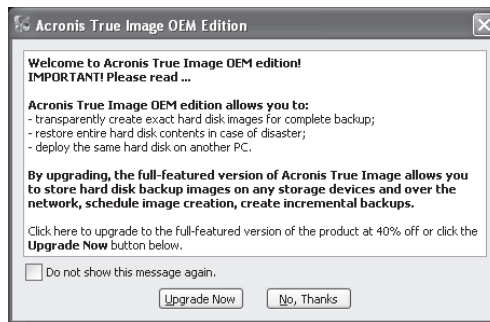 Acronis True Image OEM Edition
Welcome to Acronis True Image OEM edition!
IMPORTANT! Please read ...
Acronis True Image OEM edition allows you to:
- transparently create exact hard disk images for complete backup;
- restore entire hard disk contents in case of disaster;
- deploy the same hard disk on another PC.
By upgrading, the full-featured version of Acronis True Image allows you
to store hard disk backup images on any storage devices and over the
network, schedule image creation, create incremental backups.
Click here to upgrade to the full-featured version of the product at 40% off or click the
Upgrade Now button below.
Do not show this message again.
Upgrade Now
No, Thanks